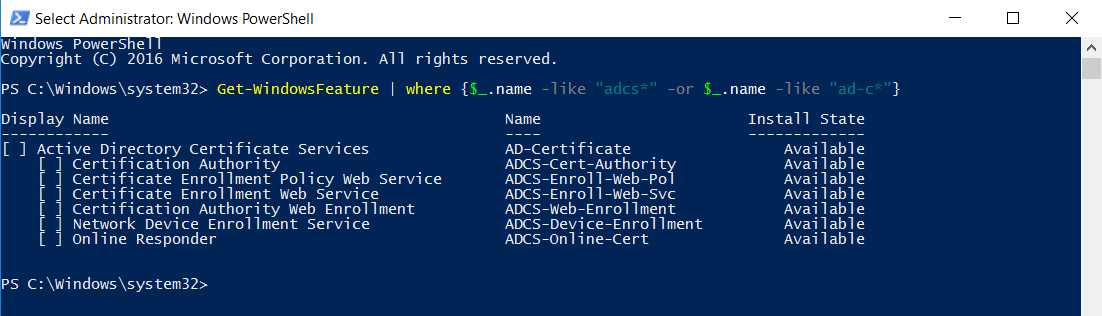 Select Administrator: Windows PowerShell
Windows PowerShell
Copyright (C) 2016 Microsoft Corporation. All rights reserved.
PS C:\Windows\system32> Get-WindowsFeature | where {$_.name -like "adcs*" -or $_.name -like "ad-c*"}
Display Name                                            Name                       Install State
------------                                            ----                       -------------
[ ] Active Directory Certificate Services               AD-Certificate                 Available
    [ ] Certification Authority                         ADCS-Cert-Authority            Available
    [ ] Certificate Enrollment Policy Web Service       ADCS-Enroll-Web-Pol            Available
    [ ] Certificate Enrollment Web Service              ADCS-Enroll-Web-Svc            Available
    [ ] Certification Authority Web Enrollment          ADCS-Web-Enrollment            Available
    [ ] Network Device Enrollment Service               ADCS-Device-Enrollment         Available
    [ ] Online Responder                                ADCS-Online-Cert               Available
PS C:\Windows\system32>